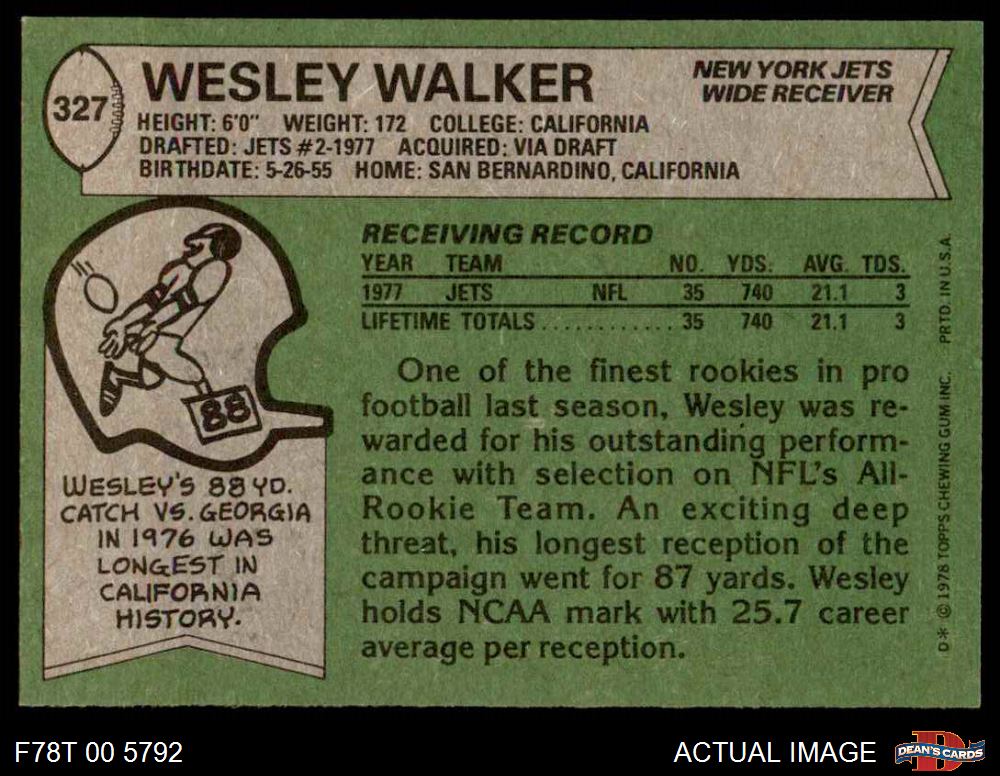 327
WESLEY WALKER
NEW YORK JETS
WIDE RECEIVER
HEIGHT: 6'0" WEIGHT: 172 COLLEGE: CALIFORNIA
DRAFTED: JETS #2-1977 ACQUIRED: VIA DRAFT
BIRTHDATE: 5-26-55 HOME: SAN BERNARDINO, CALIFORNIA
88
WESLEY'S 88 YD.
CATCH VS. GEORGIA
IN 1976 WAS
LONGEST IN
CALIFORNIA
HISTORY.
RECEIVING RECORD
YEAR TEAM NO. YDS. AVG. TDS.
1977 JETS NFL 35 740 21.1 3
LIFETIME TOTALS............ 35 740 21.1 3
One of the finest rookies in pro
football last season, Wesley was re-
warded for his outstanding perform-
ance with selection on NFL's All-
Rookie Team. An exciting deep
threat, his longest reception of the
campaign went for 87 yards. Wesley
holds NCAA mark with 25.7 career
average per reception.
D* © 1978 TOPPS CHEWING GUM INC. PRTD. IN U.S.A.
F78T 00 5792
ACTUAL IMAGE
D
DEAN'S CARDS